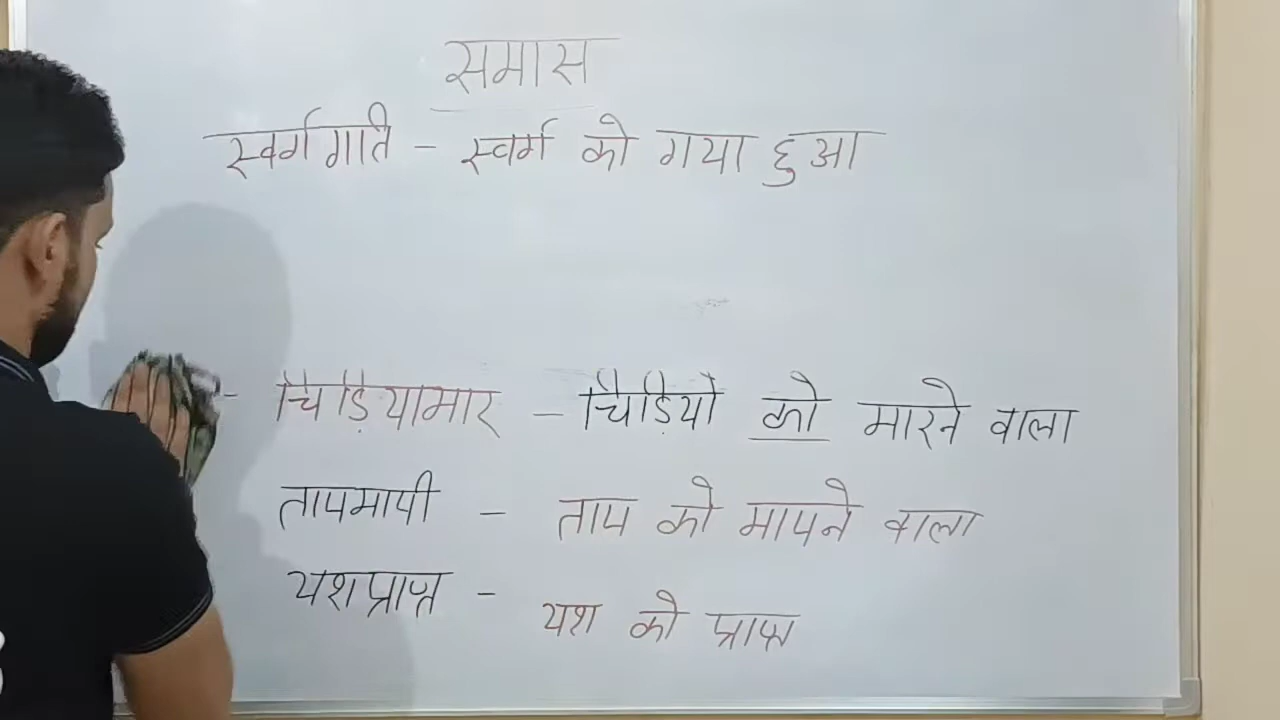 समास
स्वर्गगति - स्वर्ग को गया हुआ
- चिड़ियामार - चिड़ियों को मारने वाला
तापमापी - ताप को मापने वाला
यशप्राप्त - यश को प्राप्त